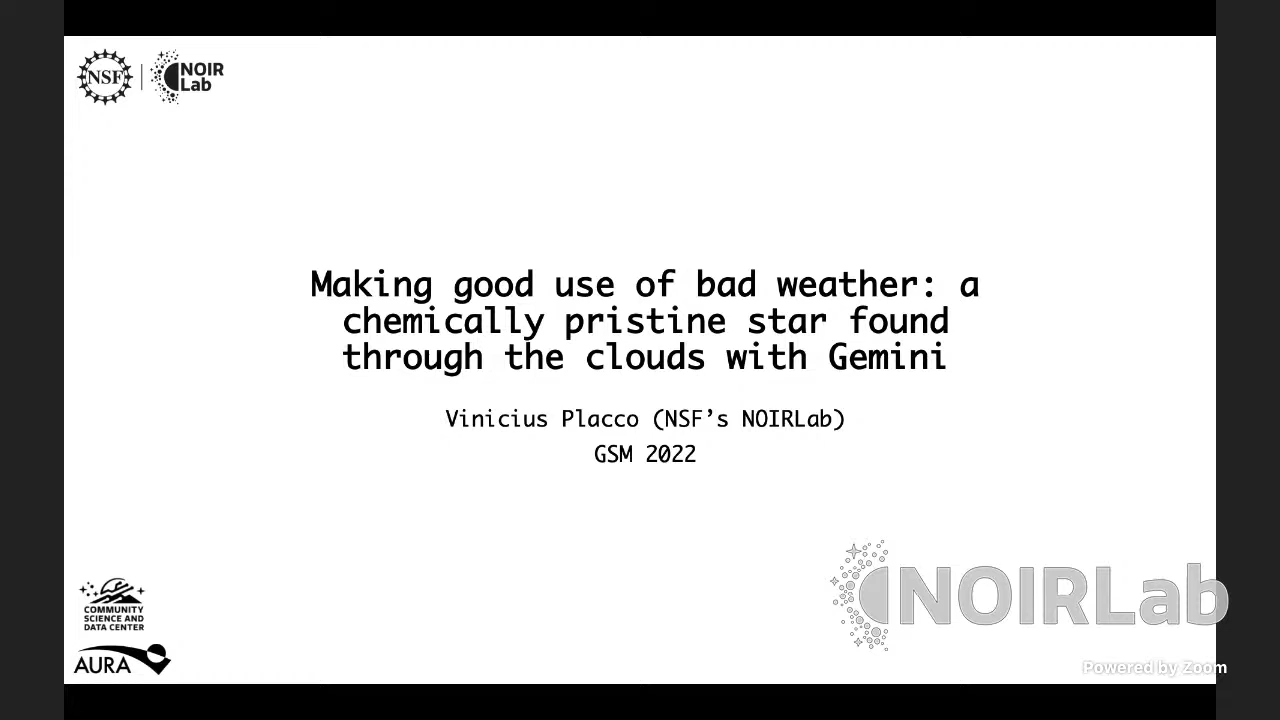 NSF
NOIR
Lab
Making good use of bad weather: a
chemically pristine star found
through the clouds with Gemini
Vinicius Placco (NSF’s NOIRLab)
GSM 2022
COMMUNITY
SCIENCE AND
DATA CENTER
AURA
NOIRLab
Powered by Zoom